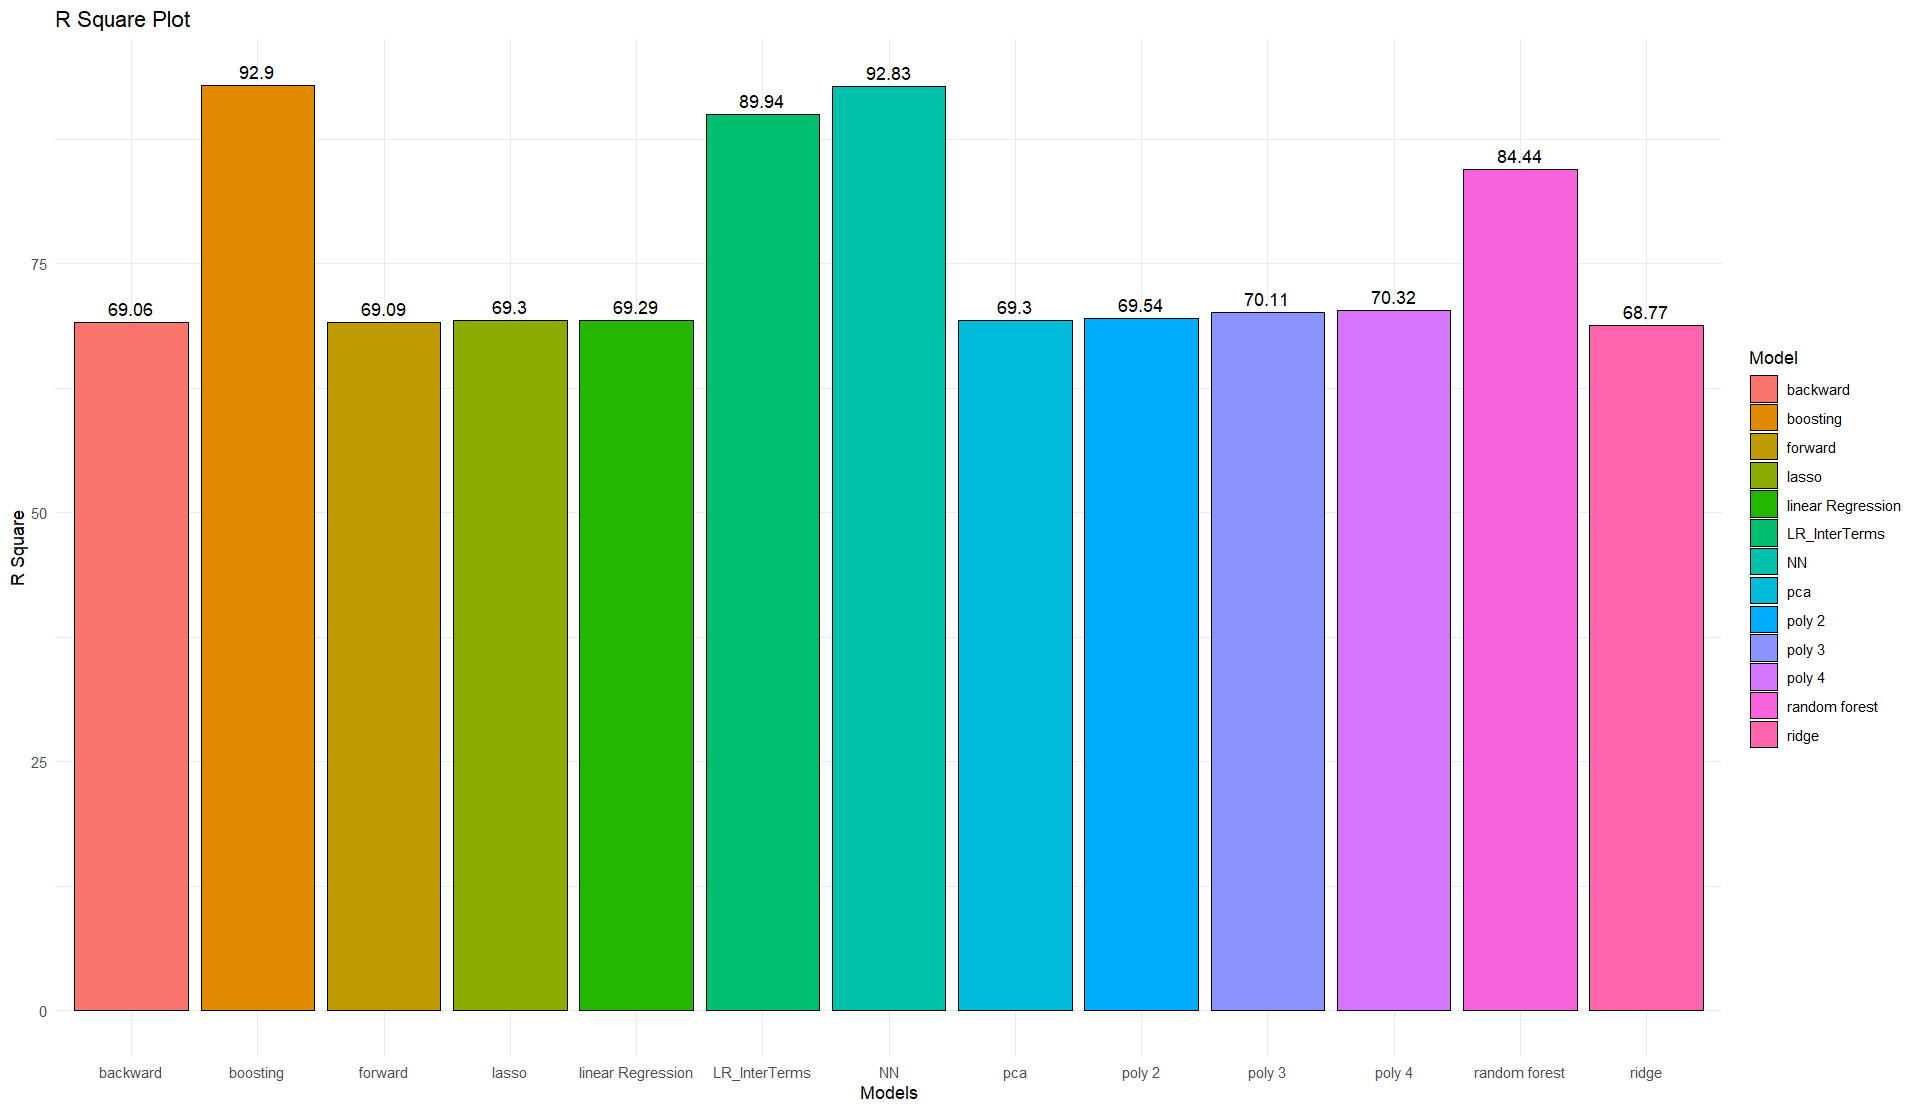 R Square Plot
92.9
92.83
89.94
84.44
69.06
69.09
69.3
69.29
69.3
69.54
70.11
70.32
68.77
75
50
25
0
R Square
backward
boosting
forward
lasso
linear Regression
LR_InterTerms
NN
pca
poly 2
poly 3
poly 4
random forest
ridge
Models
Model
backward
boosting
forward
lasso
linear Regression
LR_InterTerms
NN
pca
poly 2
poly 3
poly 4
random forest
ridge